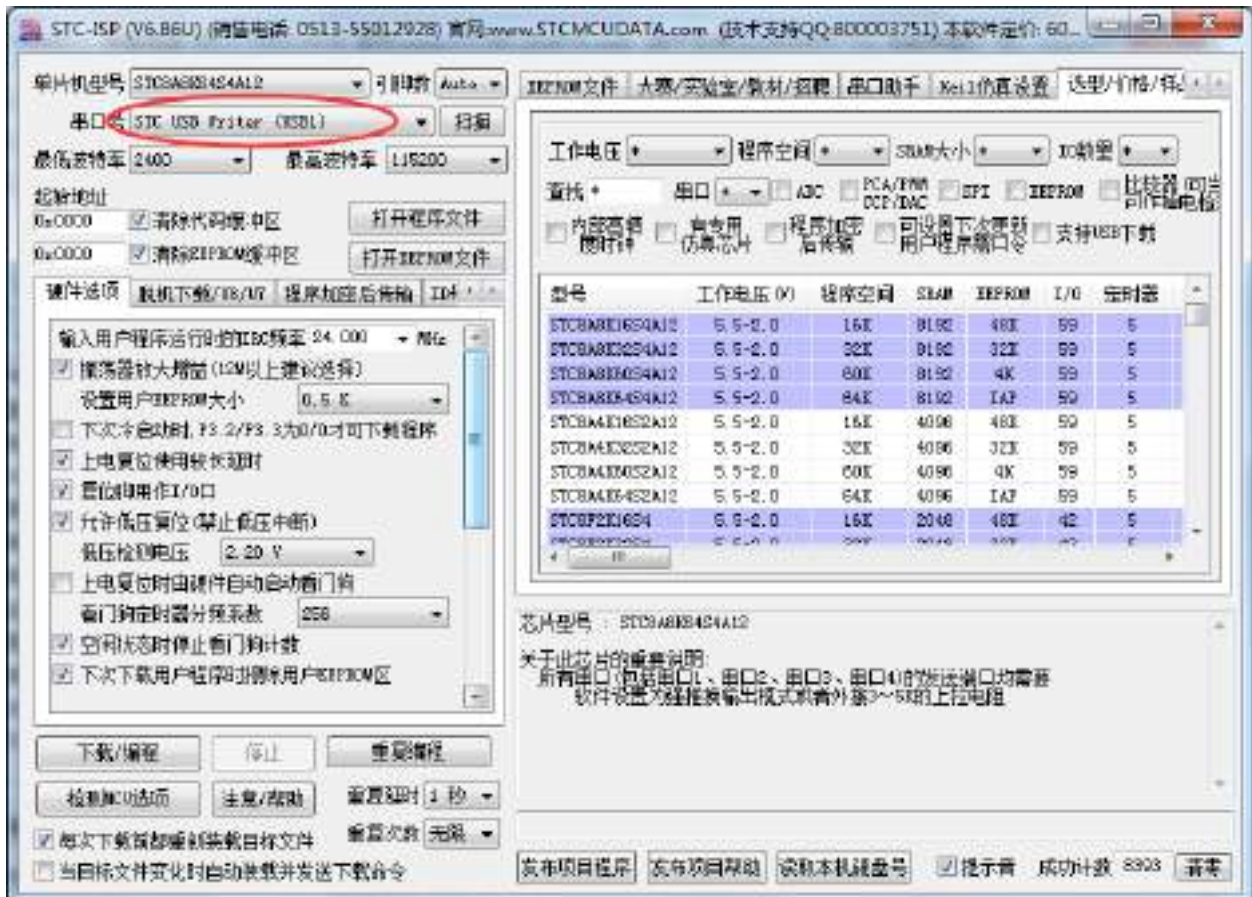 STC-ISP (V6.86U) (销售电话: 0513-55012928) 官网:www.STCMCUDATA.com (技术支持QQ:800003751) 本软件定价: 60...
单片机型号 STC8A8K64S4A12 引脚数 Auto
串口号 STC USB Writer (USB1) 扫描
最低波特率 2400 最高波特率 115200
起始地址
0x0000 清除代码缓冲区 打开程序文件
0x0000 清除EEPROM缓冲区 打开EEPROM文件
硬件选项 脱机下载/U8/U7 程序加密后传输
输入用户程序运行时的IRC频率 24.000 MHz
振荡器放大增益(12M以上建议选择)
设置用户EEPROM大小 0.5 K
下次冷启动时,P3.2/P3.3为0/0才可下载程序
上电复位使用较长延时
复位脚用作I/O口
允许低压复位(禁止低压中断)
低压检测电压 2.20 V
上电复位时由硬件自动启动看门狗
看门狗定时器分频系数 256
空闲状态时停止看门狗计数
下次下载用户程序时擦除用户EEPROM区
下载/编程 停止 重复编程
检测MCU选项 注意/帮助 重复延时 1 秒
每次下载前都重新装载目标文件 重复次数 无限
当目标文件变化时自动装载并发送下载命令
EEPROM文件 大赛/实验室/教材/招聘 串口助手 Keil仿真设置 选型/价格/样
工作电压 * 程序空间 * SRAM大小 * IO数量 *
查找 * 串口 * ADC PCA/PWM CCP/DAC SPI EEPROM 比较器
内部高精度时钟 有专用仿真芯片 程序加密后传输 可设置下次更新用户程序需口令 支持USB下载
型号 工作电压(V) 程序空间 SRAM EEPROM I/O 定时器
STC8A8K16S4A12 5.5-2.0 16K 8192 48K 59 5
STC8A8K32S4A12 5.5-2.0 32K 8192 32K 59 5
STC8A8K60S4A12 5.5-2.0 60K 8192 4K 59 5
STC8A8K64S4A12 5.5-2.0 64K 8192 IAP 59 5
STC8A4K16S2A12 5.5-2.0 16K 4096 48K 59 5
STC8A4K32S2A12 5.5-2.0 32K 4096 32K 59 5
STC8A4K60S2A12 5.5-2.0 60K 4096 4K 59 5
STC8A4K64S2A12 5.5-2.0 64K 4096 IAP 59 5
STC8F2K16S4 5.5-2.0 16K 2048 48K 42 5
芯片型号 : STC8A8K64S4A12
关于此芯片的重要说明:
所有串口(包括串口1、串口2、串口3、串口4)的发送端口均需要
软件设置为强推挽输出模式或者外接3~5K的上拉电阻
发布项目程序 发布项目帮助 读取本机硬盘号 提示音 成功计数 8393 清零